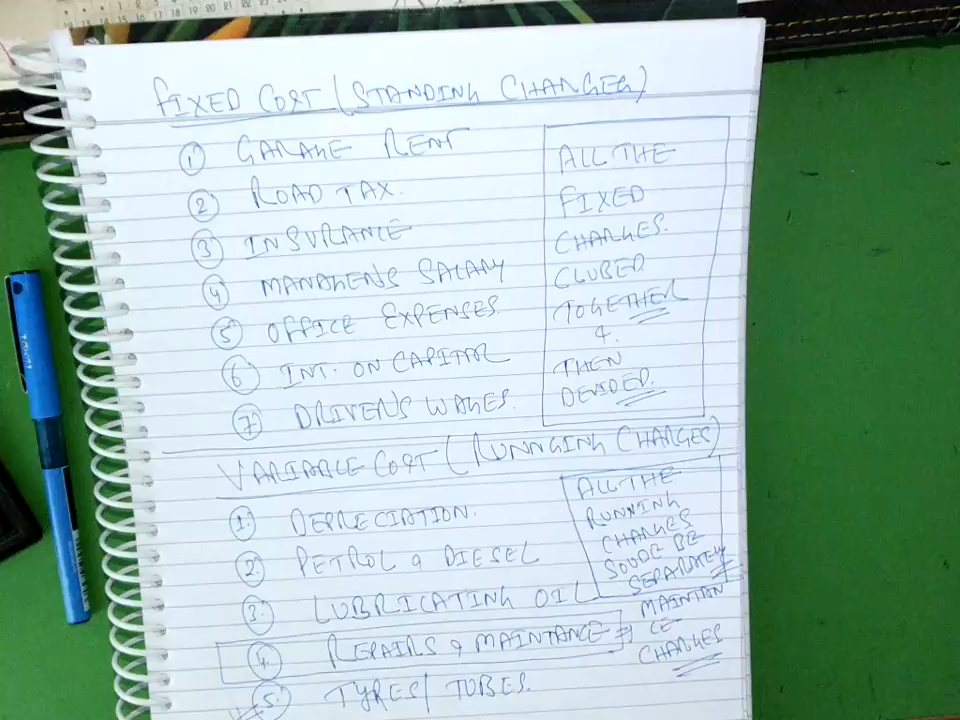 FIXED COST (STANDING CHARGES)
① GARAGE RENT
② ROAD TAX.
③ INSURANCE
④ MANAGER'S SALARY
⑤ OFFICE EXPENSES.
⑥ INT. ON CAPITAL
⑦ DRIVER'S WAGES.
ALL THE
FIXED
CHARGES.
CLUBED
TOGETHER
&
THEN
DEVIDED.
VARIABLE COST (RUNNGING CHARGES)
① DEPRECIATION.
② PETROL & DIESEL
③ LUBRICATING OIL
④ REPAIRS & MAINTANCE ⇒
⑤ TYRES/ TUBES.
ALL THE
RUNNING
CHARGES
SOUDE BE
SEPARATELY
MAINTAN
CE
CHARGES